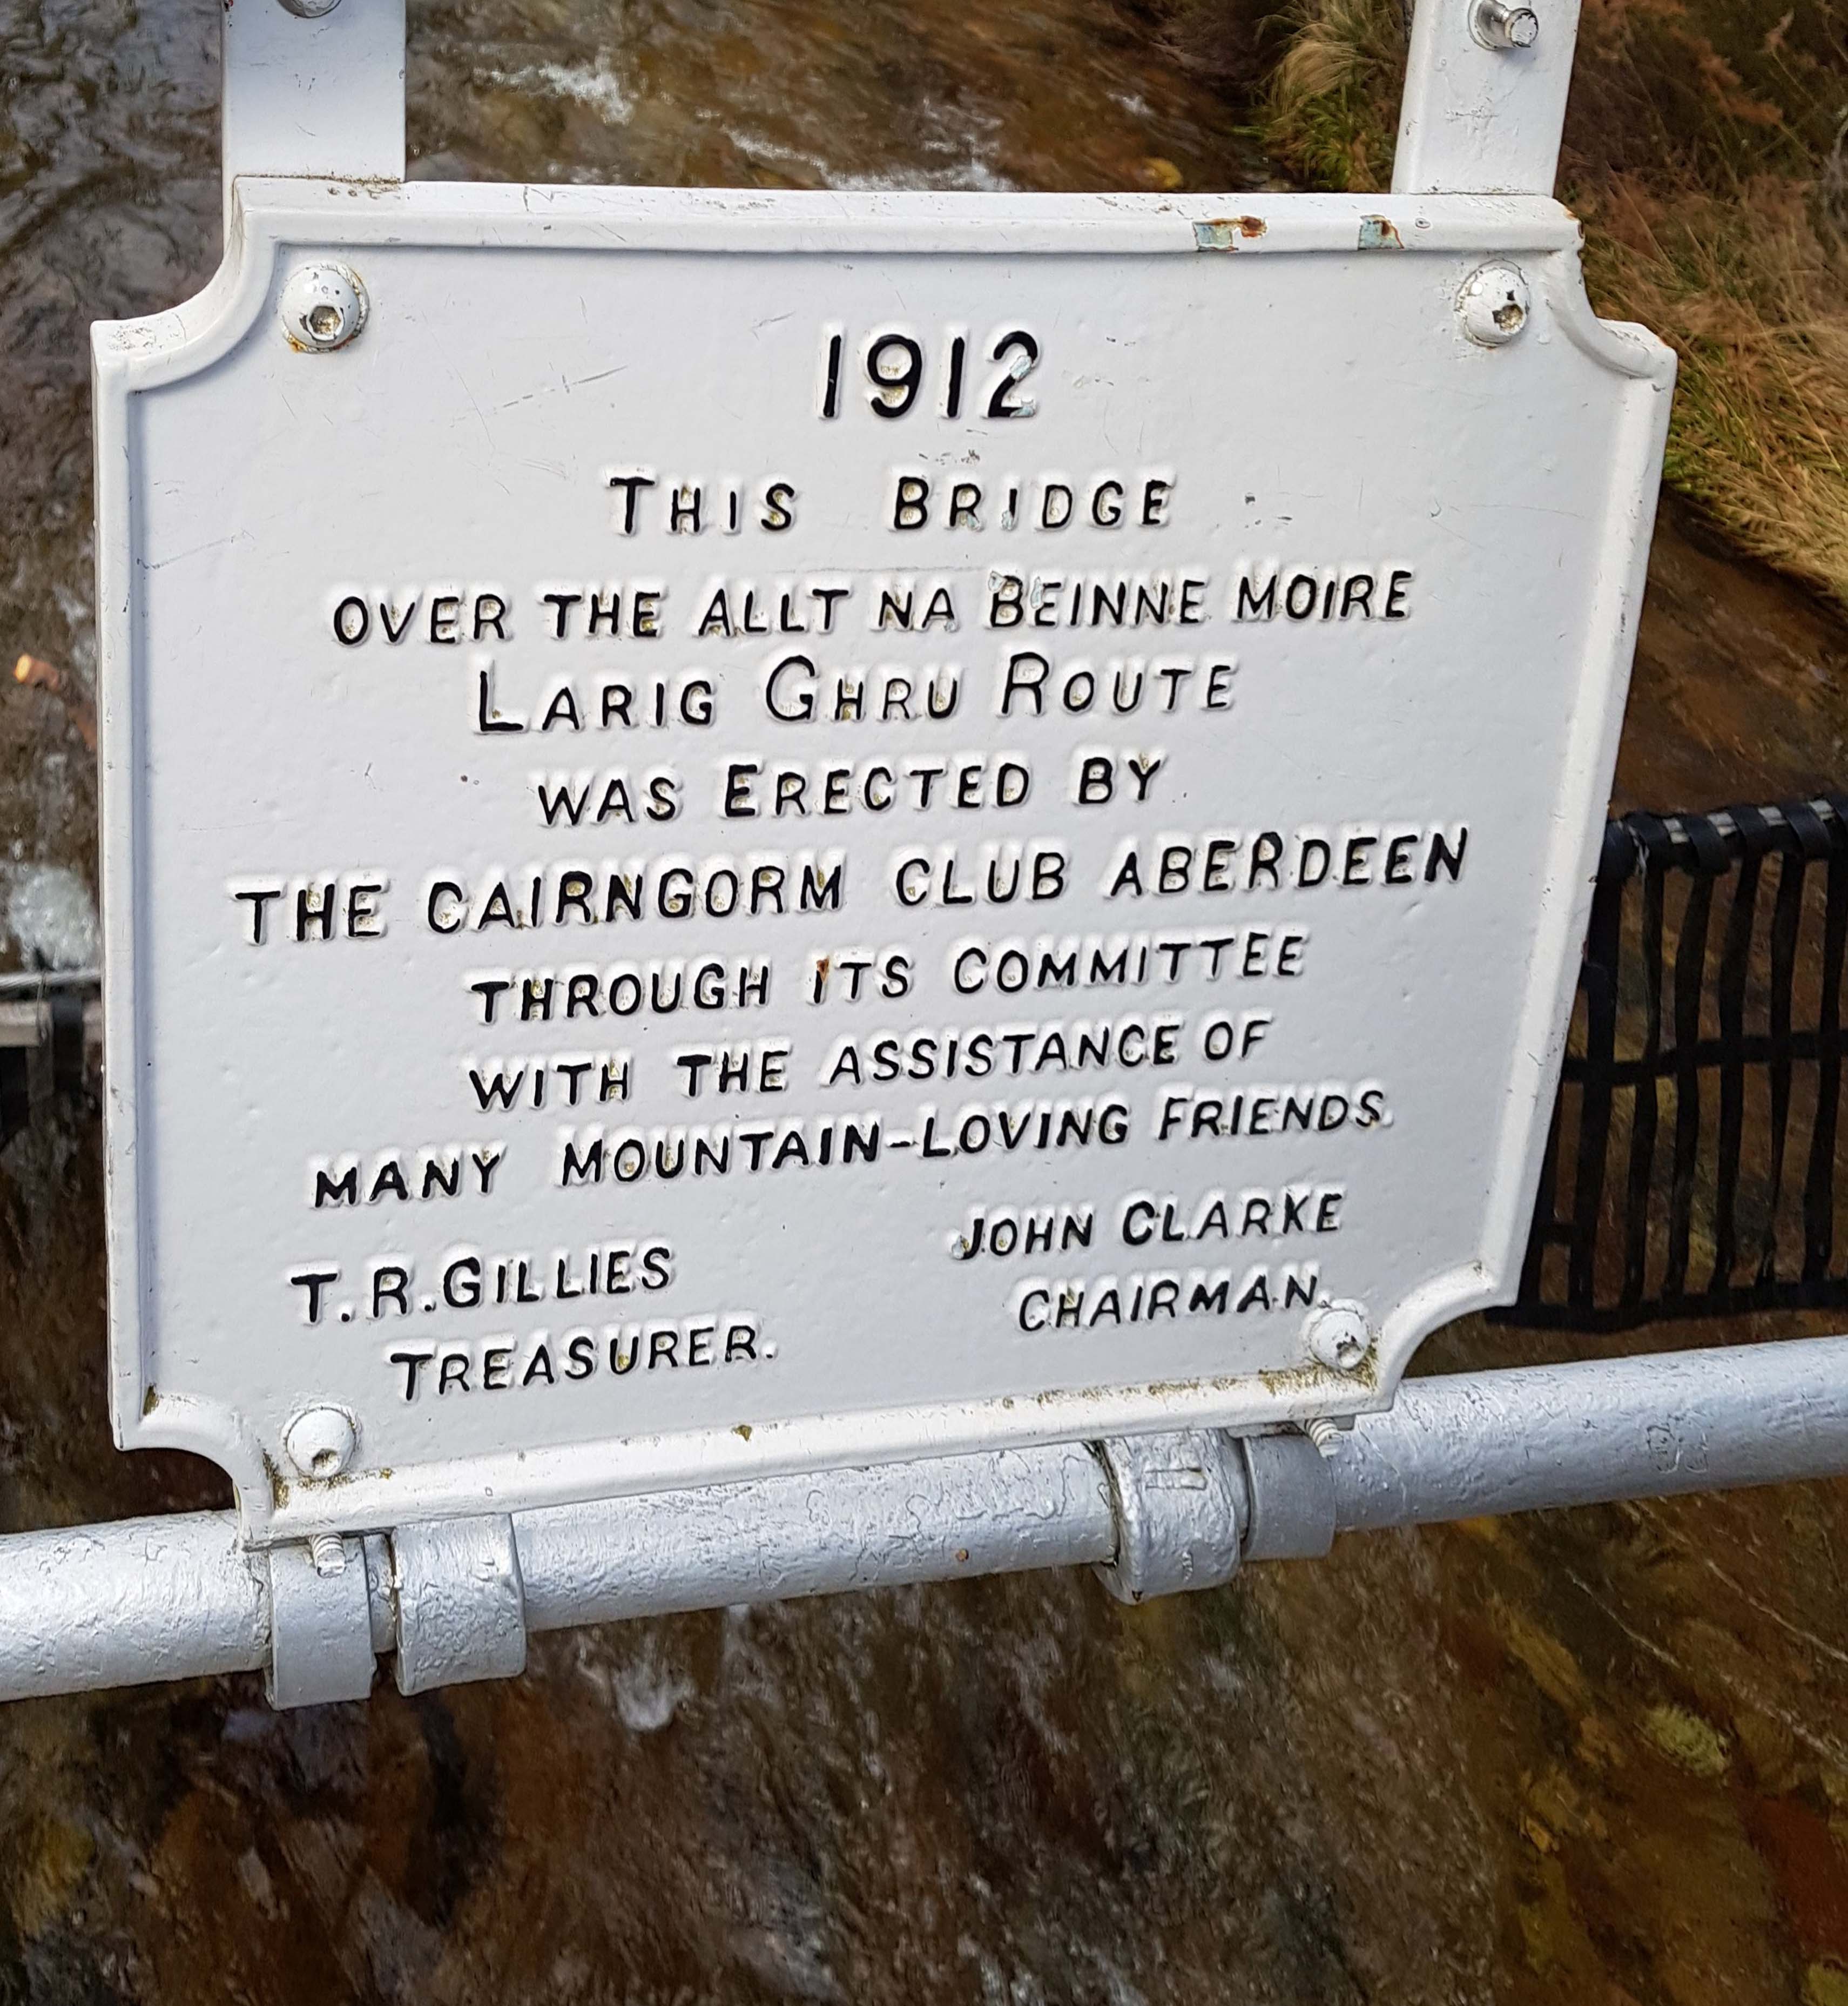 1912
THIS BRIDGE
OVER THE ALLT NA BEINNE MOIRE
LARIG GHRU ROUTE
WAS ERECTED BY
THE CAIRNGORM CLUB ABERDEEN
THROUGH ITS COMMITTEE
WITH THE ASSISTANCE OF
MANY MOUNTAIN-LOVING FRIENDS.
T.R.GILLIES
TREASURER.
JOHN CLARKE
CHAIRMAN.